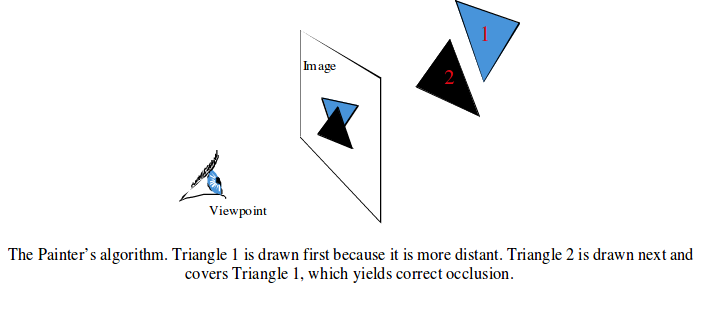 1
Image
2
Viewpoint
The Painter’s algorithm. Triangle 1 is drawn first because it is more distant. Triangle 2 is drawn next and
covers Triangle 1, which yields correct occlusion.